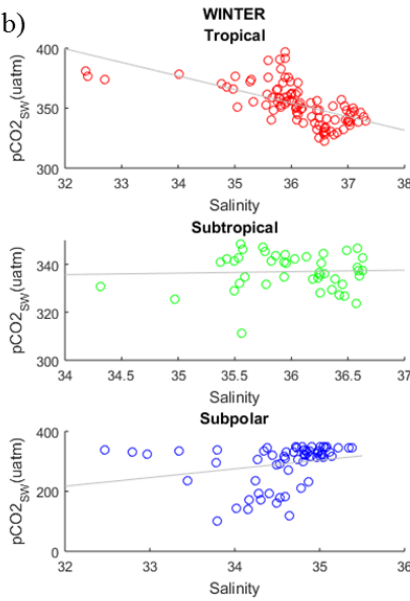 b)
WINTER
Tropical
400
350
300
pCO2SW(uatm)
32 33 34 35 36 37 38
Salinity
Subtropical
340
320
300
pCO2SW(uatm)
34 34.5 35 35.5 36 36.5 37
Salinity
Subpolar
400
200
0
pCO2SW(uatm)
32 33 34 35 36
Salinity